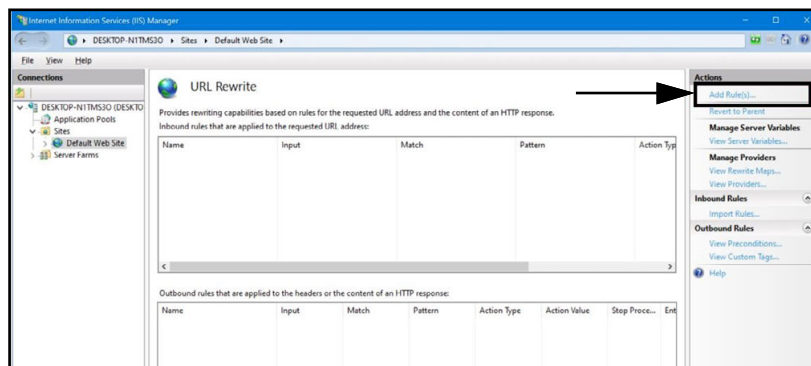 Internet Information Services (IIS) Manager
DESKTOP-N1TMS3O
Sites
Default Web Site
File View Help
Connections
DESKTOP-N1TMS3O (DESKTO
Application Pools
Sites
Default Web Site
Server Farms
URL Rewrite
Provides rewriting capabilities based on rules for the requested URL address and the content of an HTTP response.
Inbound rules that are applied to the requested URL address:
Name Input Match Pattern Action Typ
Outbound rules that are applied to the headers or the content of an HTTP response:
Name Input Match Pattern Action Type Action Value Stop Proce... Ent
Actions
Add Rule(s)...
Revert to Parent
Manage Server Variables
View Server Variables...
Manage Providers
View Rewrite Maps...
View Providers...
Inbound Rules
Import Rules...
Outbound Rules
View Preconditions...
View Custom Tags...
Help